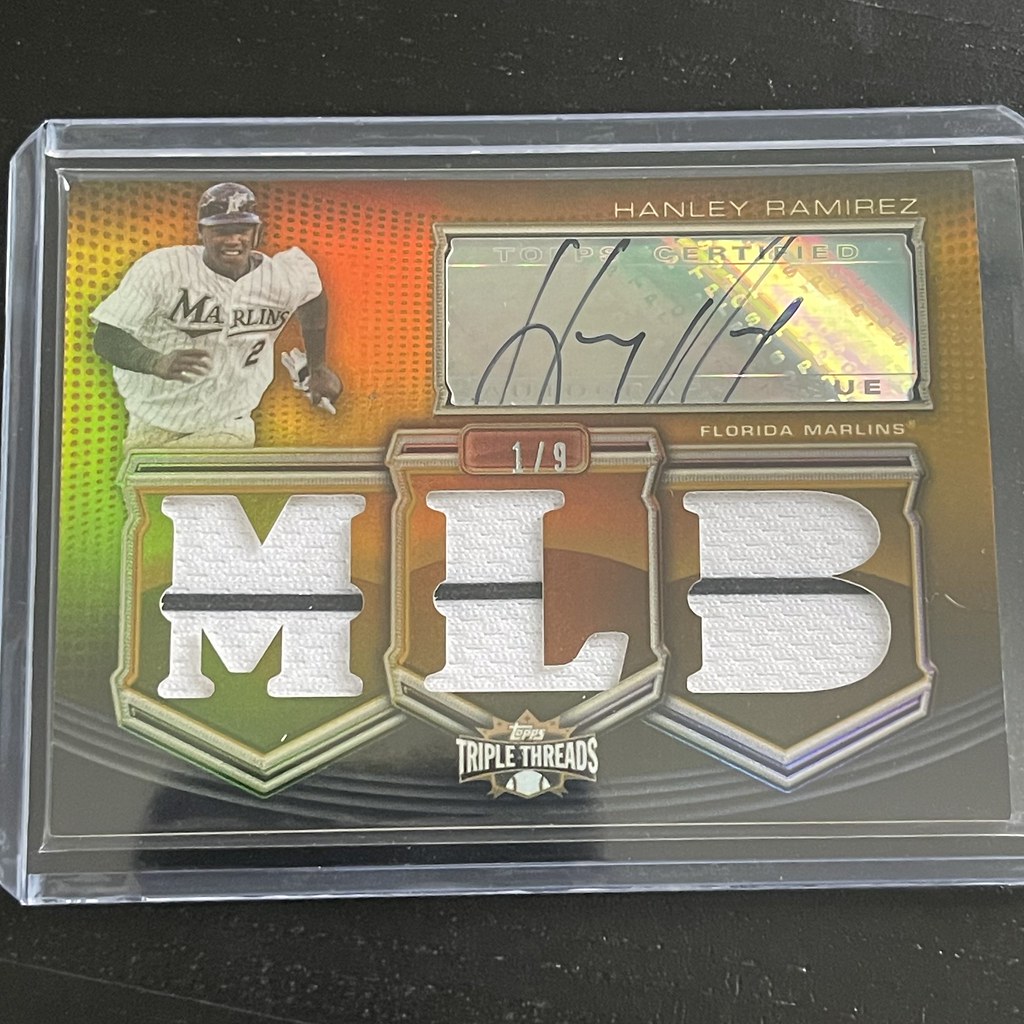 HANLEY RAMIREZ
TOPPS CERTIFIED
UE
FLORIDA MARLINS
MARLINS
2
1/9
MLB
Topps
TRIPLE THREADS